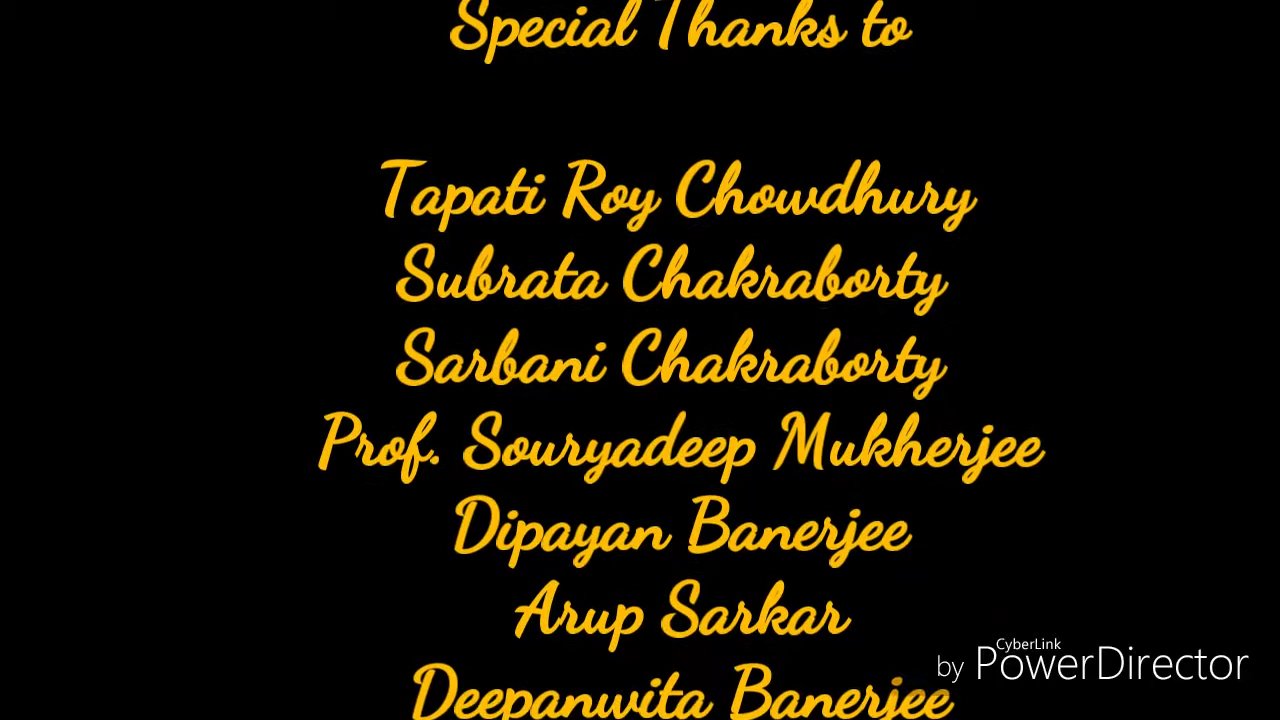 Special Thanks to
Tapati Roy Chowdhury
Subrata Chakraborty
Sarbani Chakraborty
Prof. Souryadeep Mukherjee
Dipayan Banerjee
Arup Sarkar
Deepanwita Banerjee
CyberLink
by PowerDirector